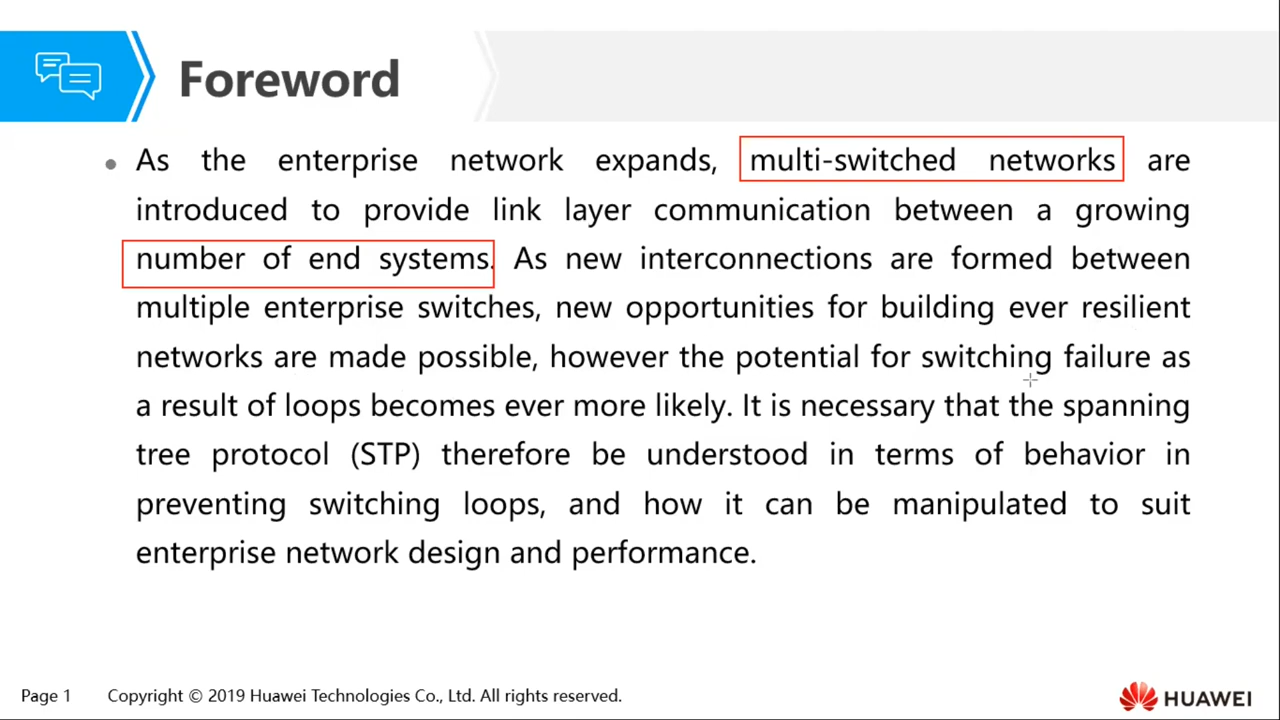 Foreword
As the enterprise network expands, multi-switched networks are
introduced to provide link layer communication between a growing
number of end systems. As new interconnections are formed between
multiple enterprise switches, new opportunities for building ever resilient
networks are made possible, however the potential for switching failure as
a result of loops becomes ever more likely. It is necessary that the spanning
tree protocol (STP) therefore be understood in terms of behavior in
preventing switching loops, and how it can be manipulated to suit
enterprise network design and performance.
Page 1 Copyright © 2019 Huawei Technologies Co., Ltd. All rights reserved.
HUAWEI